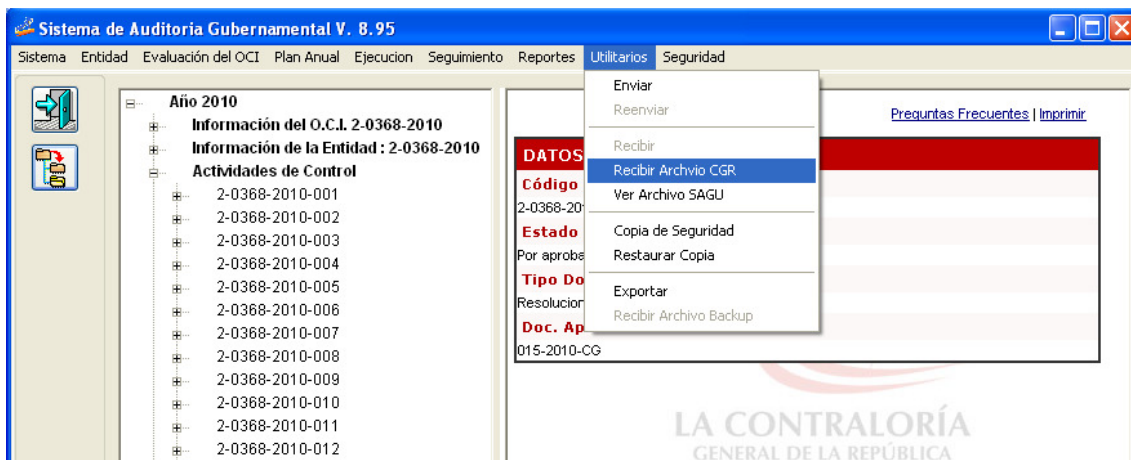 Sistema de Auditoria Gubernamental V. 8.95
Sistema Entidad Evaluación del OCI Plan Anual Ejecucion Seguimiento Reportes Utilitarios Seguridad
Enviar
Reenviar
Recibir
Recibir Archvio CGR
Ver Archivo SAGU
Copia de Seguridad
Restaurar Copia
Exportar
Recibir Archivo Backup
Año 2010
Información del O.C.I. 2-0368-2010
Información de la Entidad : 2-0368-2010
Actividades de Control
2-0368-2010-001
2-0368-2010-002
2-0368-2010-003
2-0368-2010-004
2-0368-2010-005
2-0368-2010-006
2-0368-2010-007
2-0368-2010-008
2-0368-2010-009
2-0368-2010-010
2-0368-2010-011
2-0368-2010-012
Preguntas Frecuentes | Imprimir
DATOS
Código
2-0368-20
Estado
Por aproba
Tipo Do
Resolucion
Doc. Ap
015-2010-CG
LA CONTRALORÍA
GENERAL DE LA REPÚBLICA